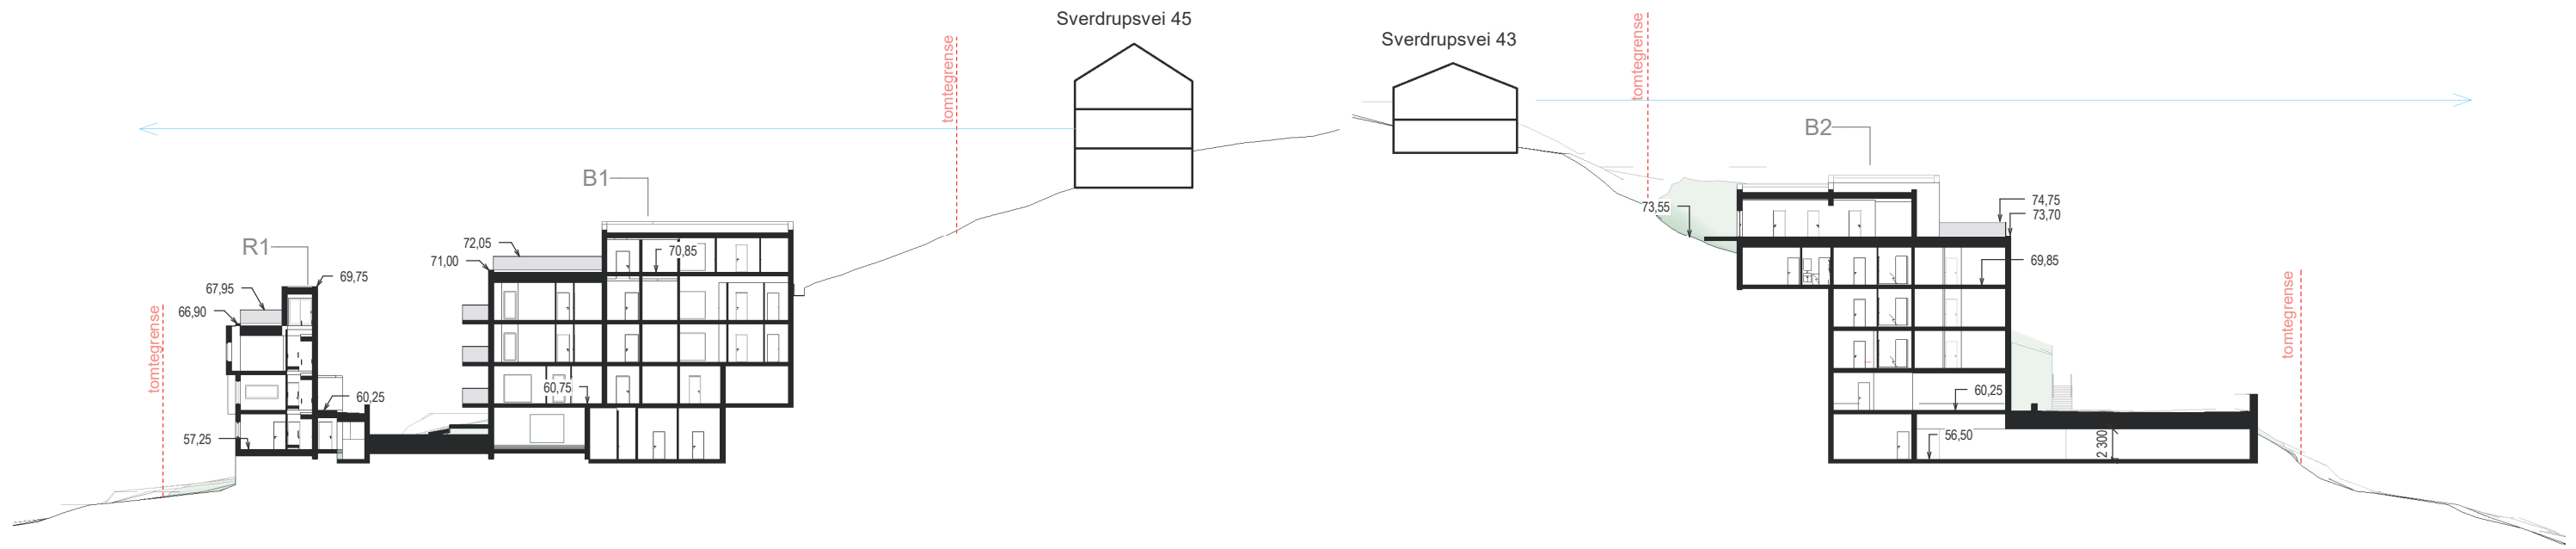 Sverdrupsvei 45
Sverdrupsvei 43
tomtegrense
tomtegrense
B2
B1
74,75
73,70
73,55
R1
72,05
71,00
70,85
69,85
69,75
67,95
66,90
tomtegrense
tomtegrense
60,75
60,25
60,25
57,25
56,50
2 300